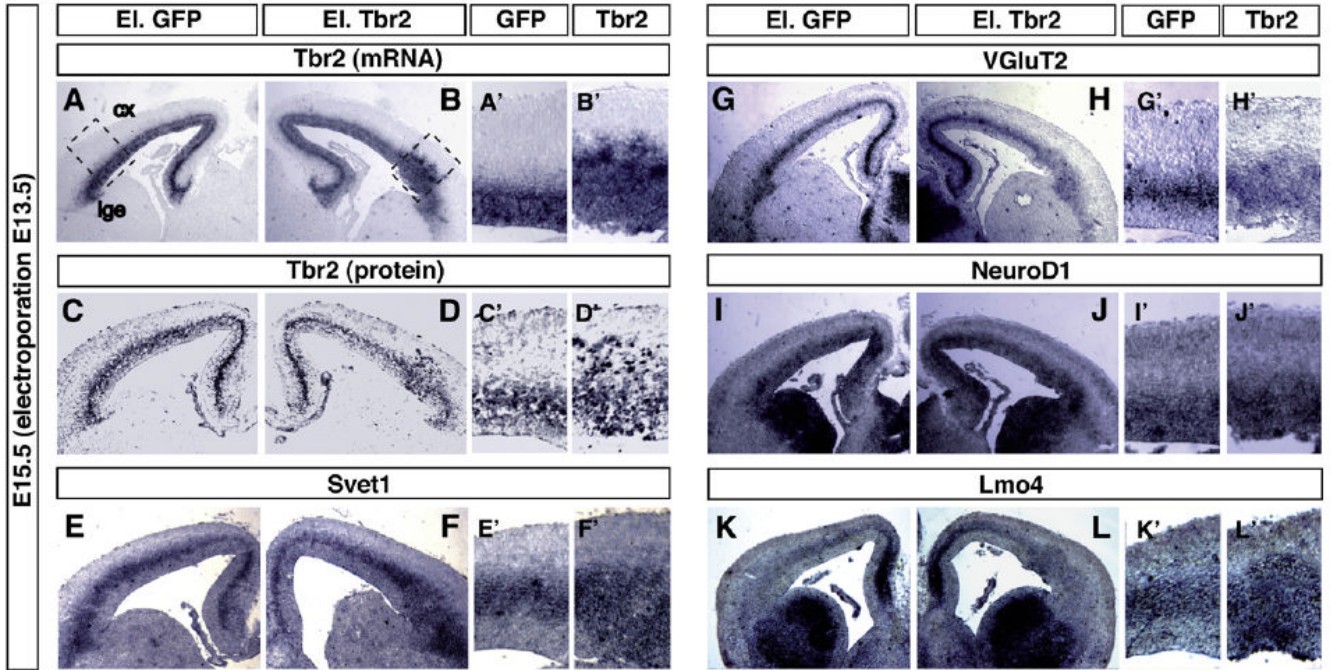 El. GFP El. Tbr2 GFP Tbr2 El. GFP El. Tbr2 GFP Tbr2
Tbr2 (mRNA) VGluT2
A cx lge B A' B' G H G' H'
Tbr2 (protein) NeuroD1
C D C' D' I J I' J'
Svet1 Lmo4
E F E' F' K L K' L'
E15.5 (electroporation E13.5)